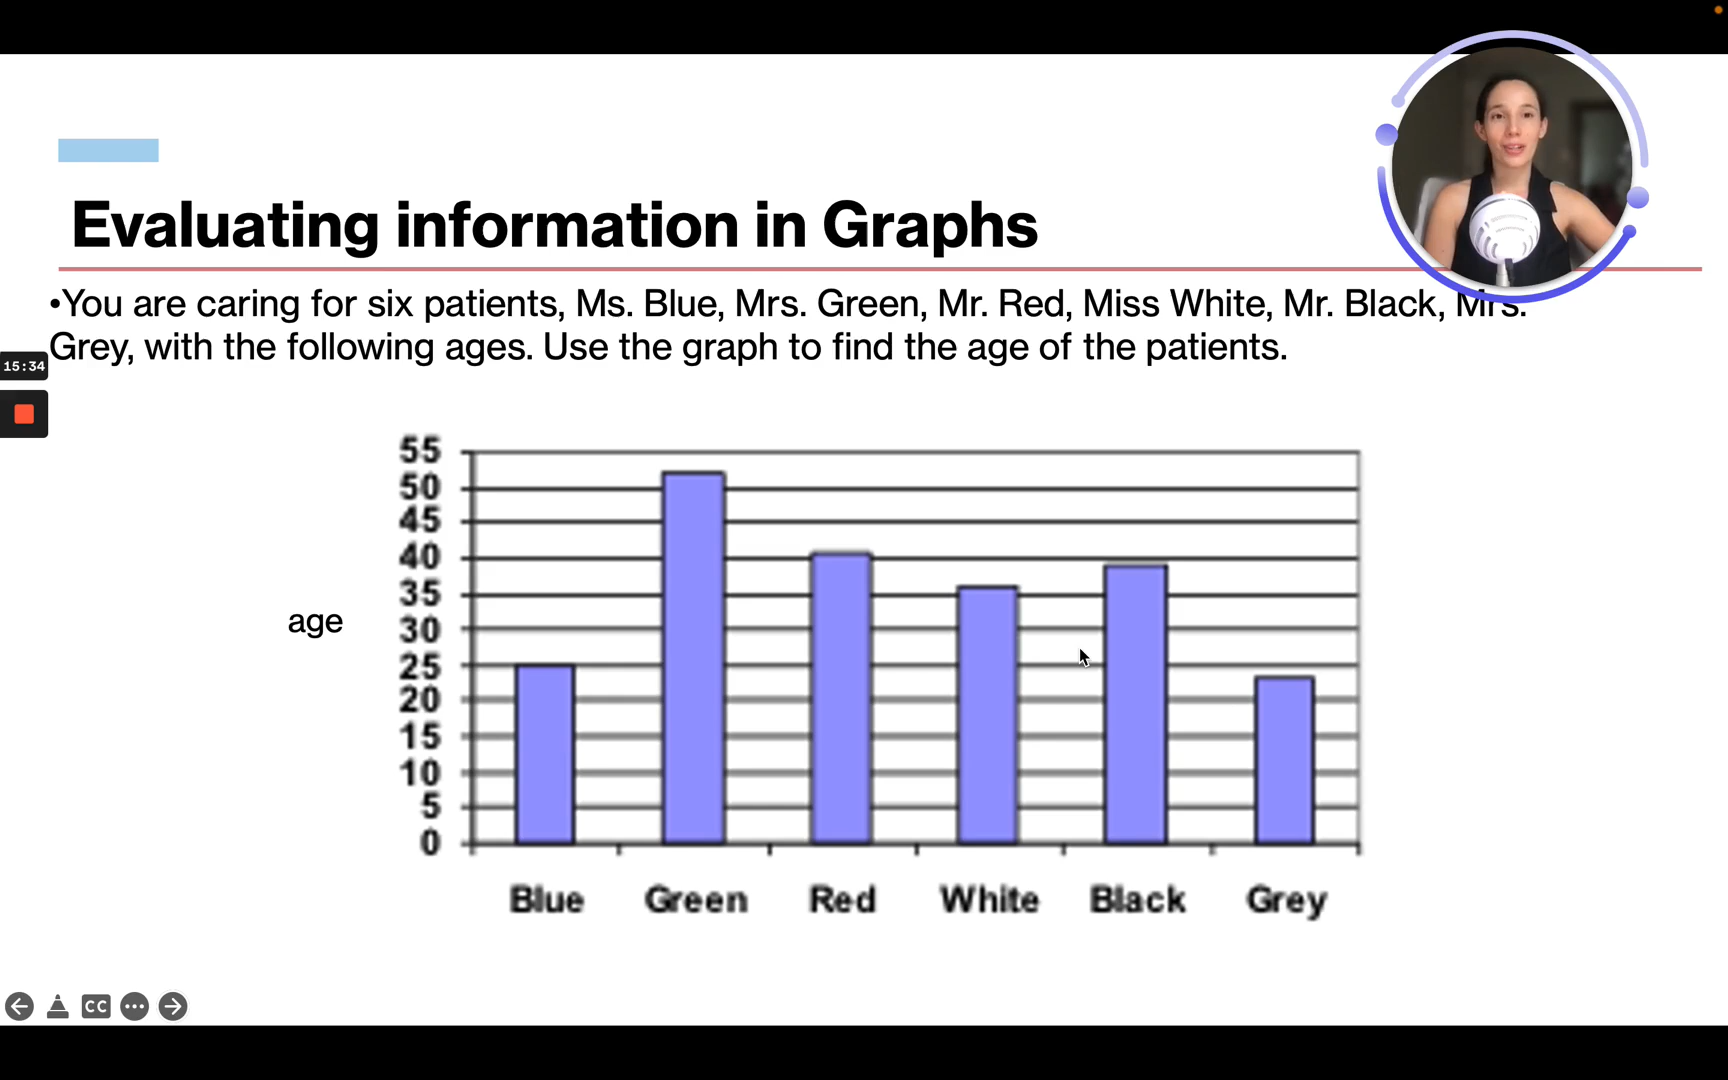 Evaluating information in Graphs
•You are caring for six patients, Ms. Blue, Mrs. Green, Mr. Red, Miss White, Mr. Black, Mrs.
Grey, with the following ages. Use the graph to find the age of the patients.
15:34
55
50
45
40
35
age
30
25
20
15
10
5
0
Blue Green Red White Black Grey
CC